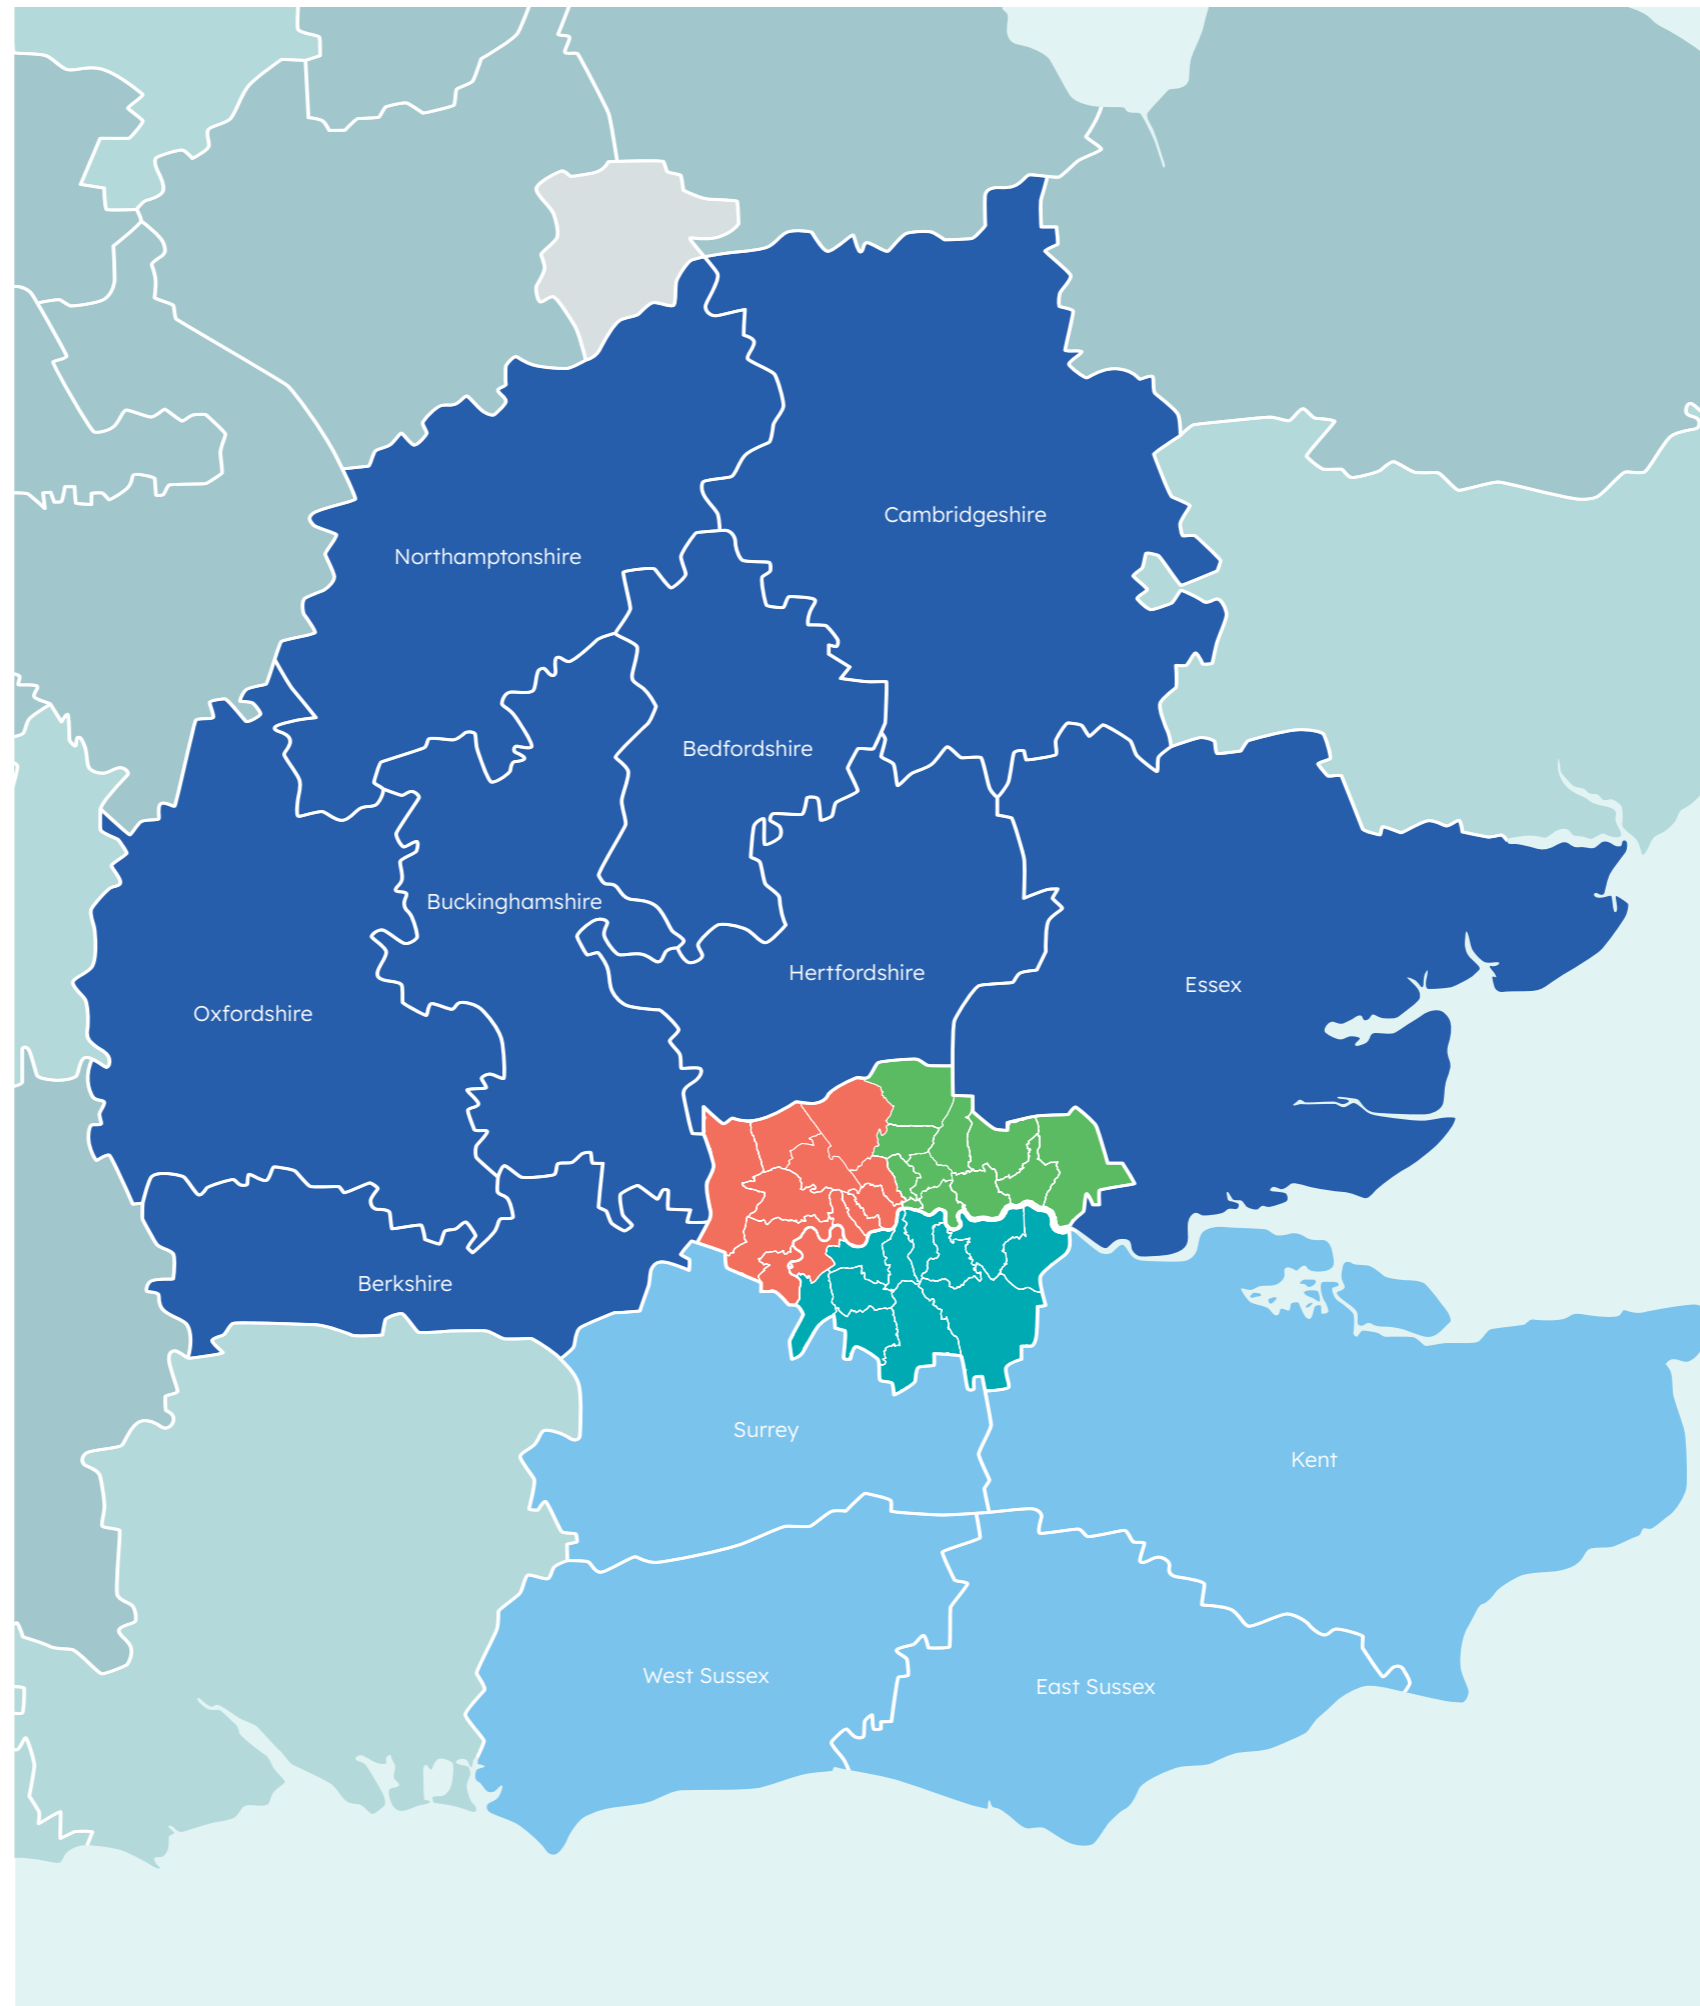 Cambridgeshire
Northamptonshire
Bedfordshire
Buckinghamshire
Hertfordshire
Essex
Oxfordshire
Berkshire
Surrey
Kent
West Sussex
East Sussex